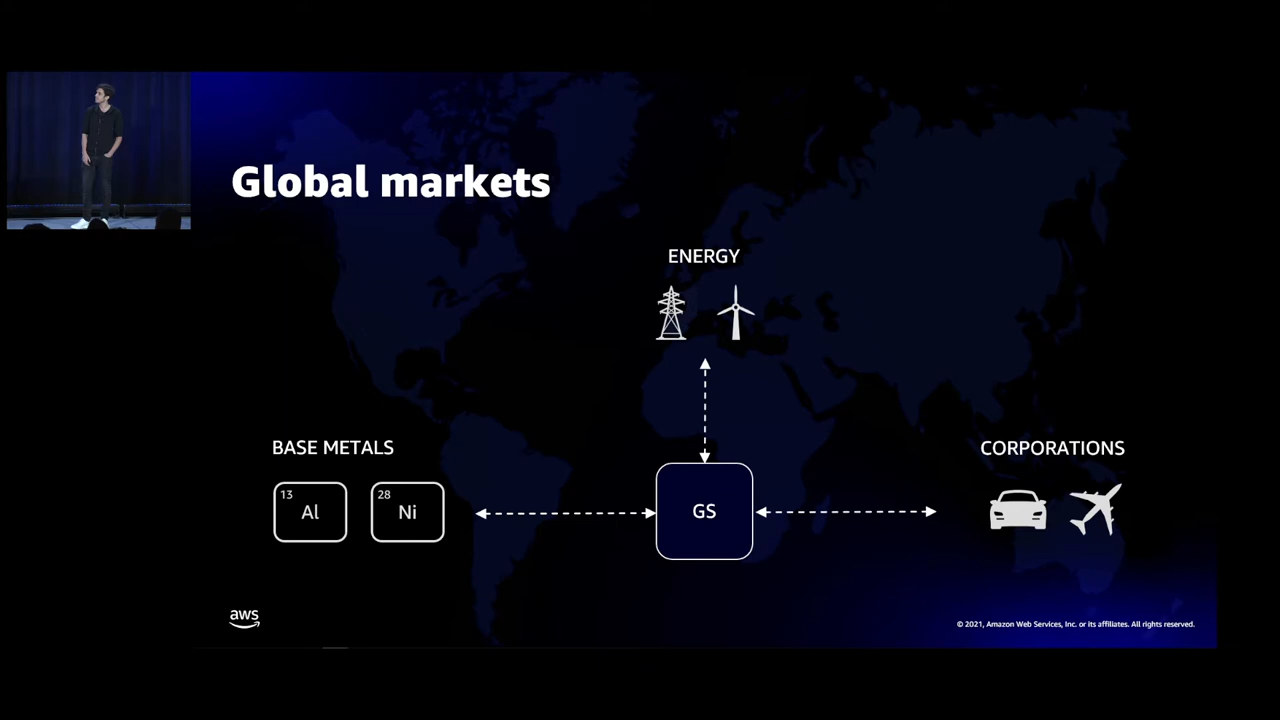 Global markets
ENERGY
BASE METALS
CORPORATIONS
13
Al
28
Ni
GS
aws
© 2021, Amazon Web Services, Inc. or its affiliates. All rights reserved.